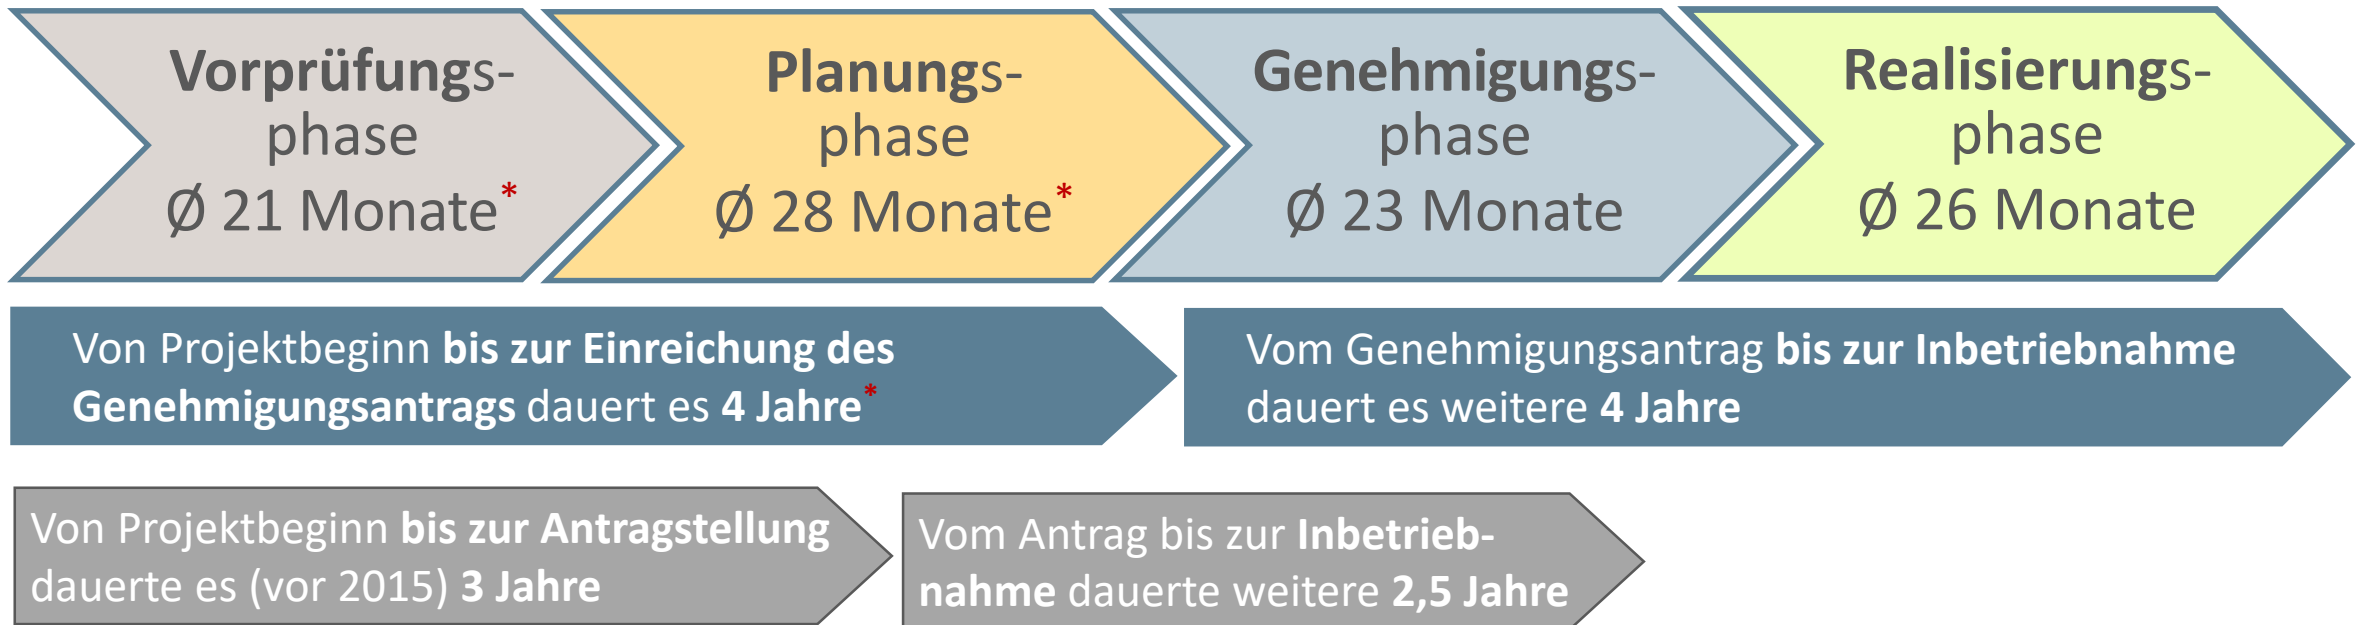 Vorprüfungs-
phase
Ø 21 Monate*
Planungs-
phase
Ø 28 Monate*
Genehmigungs-
phase
Ø 23 Monate
Realisierungs-
phase
Ø 26 Monate
Von Projektbeginn bis zur Einreichung des
Genehmigungsantrags dauert es 4 Jahre*
Vom Genehmigungsantrag bis zur Inbetriebnahme
dauert es weitere 4 Jahre
Von Projektbeginn bis zur Antragstellung
dauerte es (vor 2015) 3 Jahre
Vom Antrag bis zur Inbetrieb-
nahme dauerte weitere 2,5 Jahre